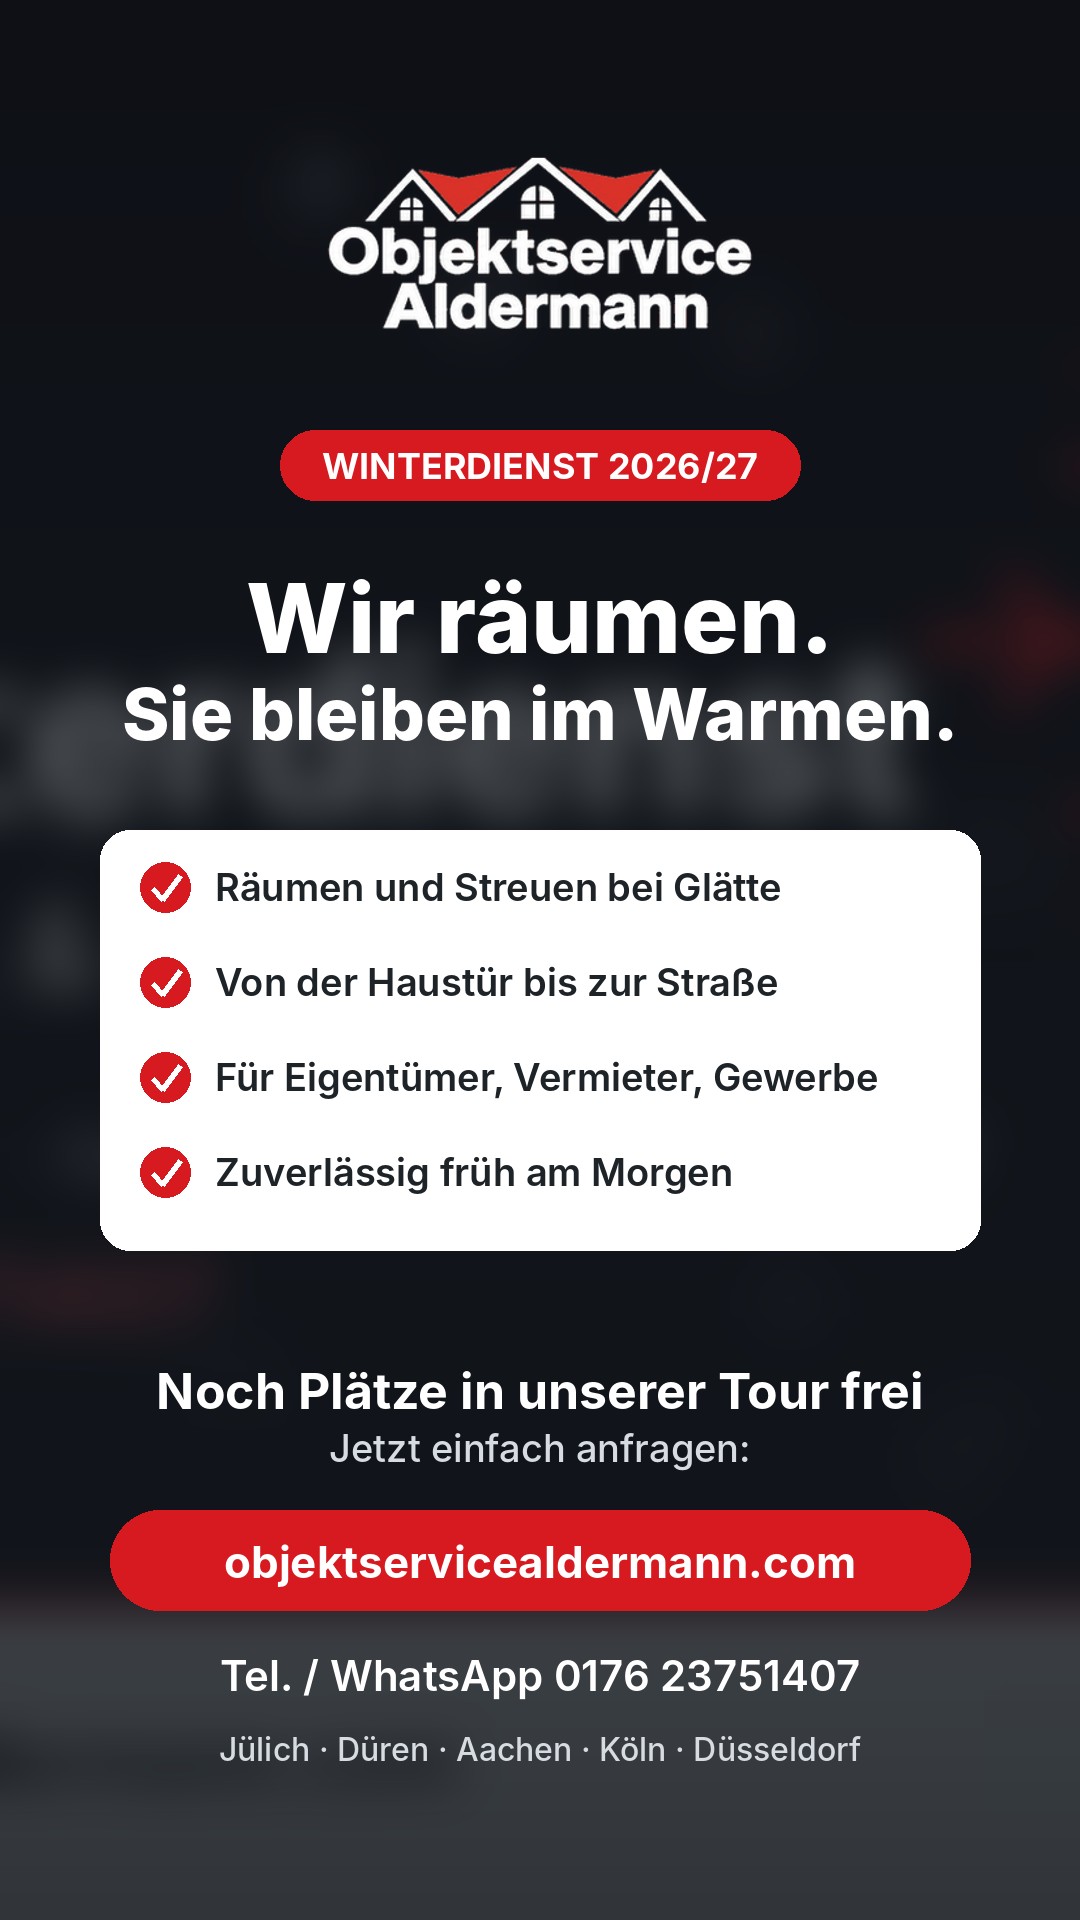 Objektservice
Aldermann
WINTERDIENST 2026/27
Wir räumen.
Sie bleiben im Warmen.
Räumen und Streuen bei Glätte
Von der Haustür bis zur Straße
Für Eigentümer, Vermieter, Gewerbe
Zuverlässig früh am Morgen
Noch Plätze in unserer Tour frei
Jetzt einfach anfragen:
objektservicealdermann.com
Tel. / WhatsApp 0176 23751407
Jülich · Düren · Aachen · Köln · Düsseldorf